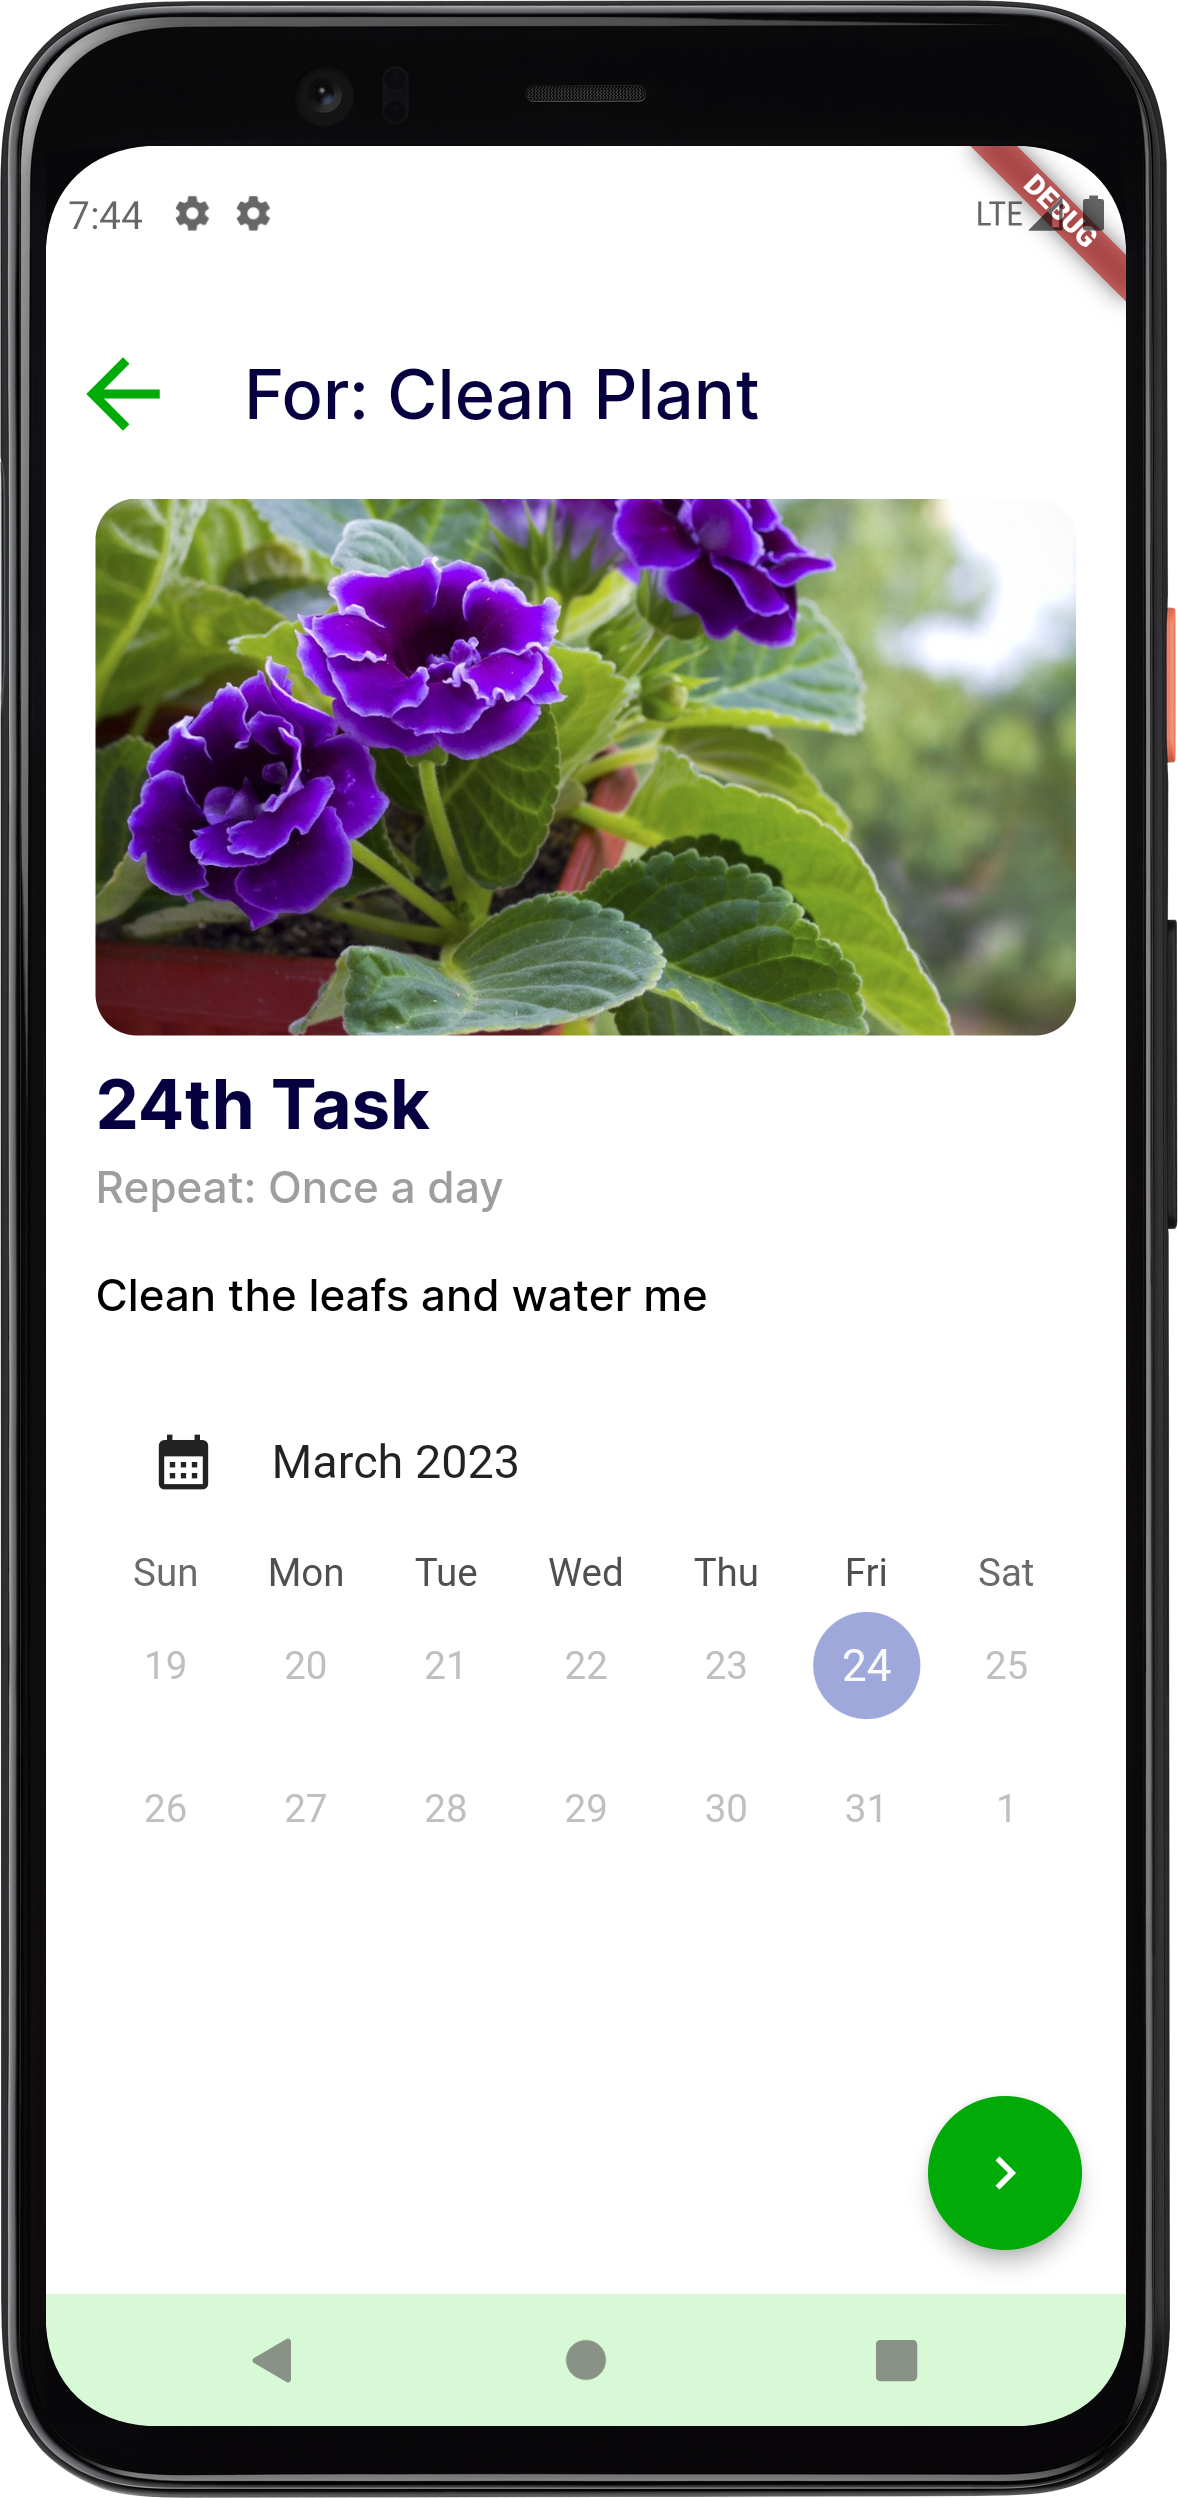 7:44 LTE
DEBUG
For: Clean Plant
24th Task
Repeat: Once a day
Clean the leafs and water me
March 2023
Sun Mon Tue Wed Thu Fri Sat
19 20 21 22 23 24 25
26 27 28 29 30 31 1